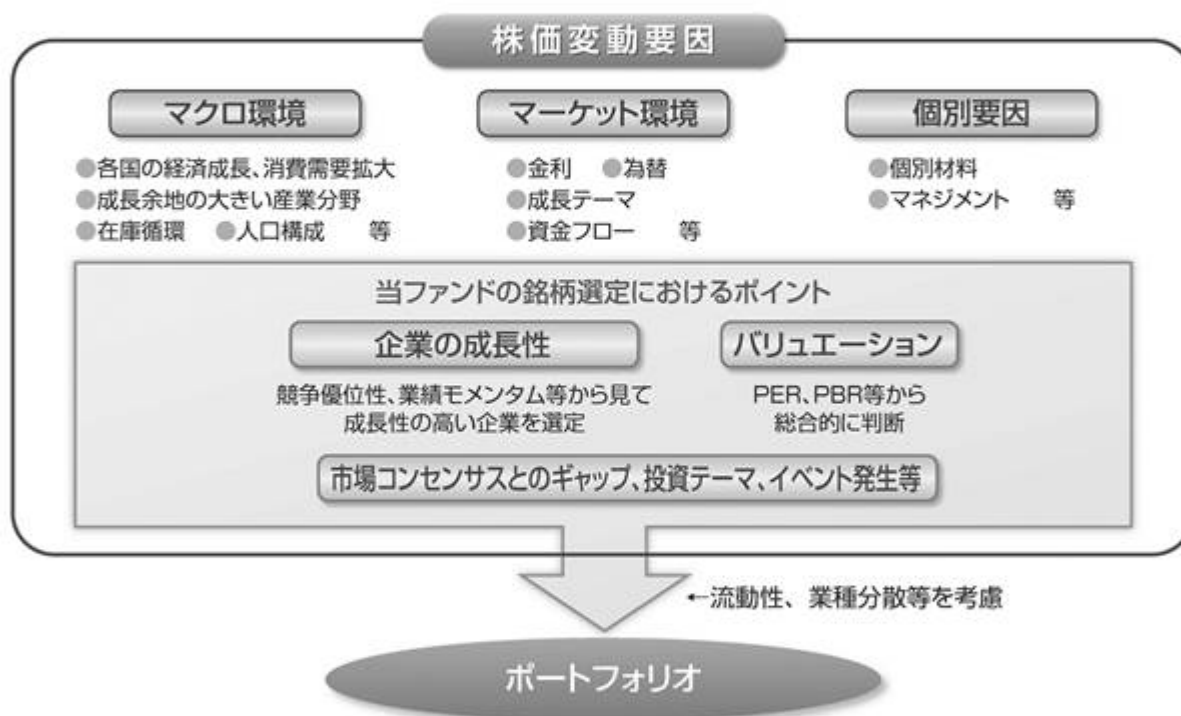 株価変動要因
マクロ環境
●各国の経済成長、消費需要拡大
●成長余地の大きい産業分野
●在庫循環 ●人口構成 等
マーケット環境
●金利 ●為替
●成長テーマ
●資金フロー 等
個別要因
●個別材料
●マネジメント 等
当ファンドの銘柄選定におけるポイント
企業の成長性
競争優位性、業績モメンタム等から見て
成長性の高い企業を選定
バリュエーション
PER、PBR等から
総合的に判断
市場コンセンサスとのギャップ、投資テーマ、イベント発生等
←流動性、業種分散等を考慮
ポートフォリオ